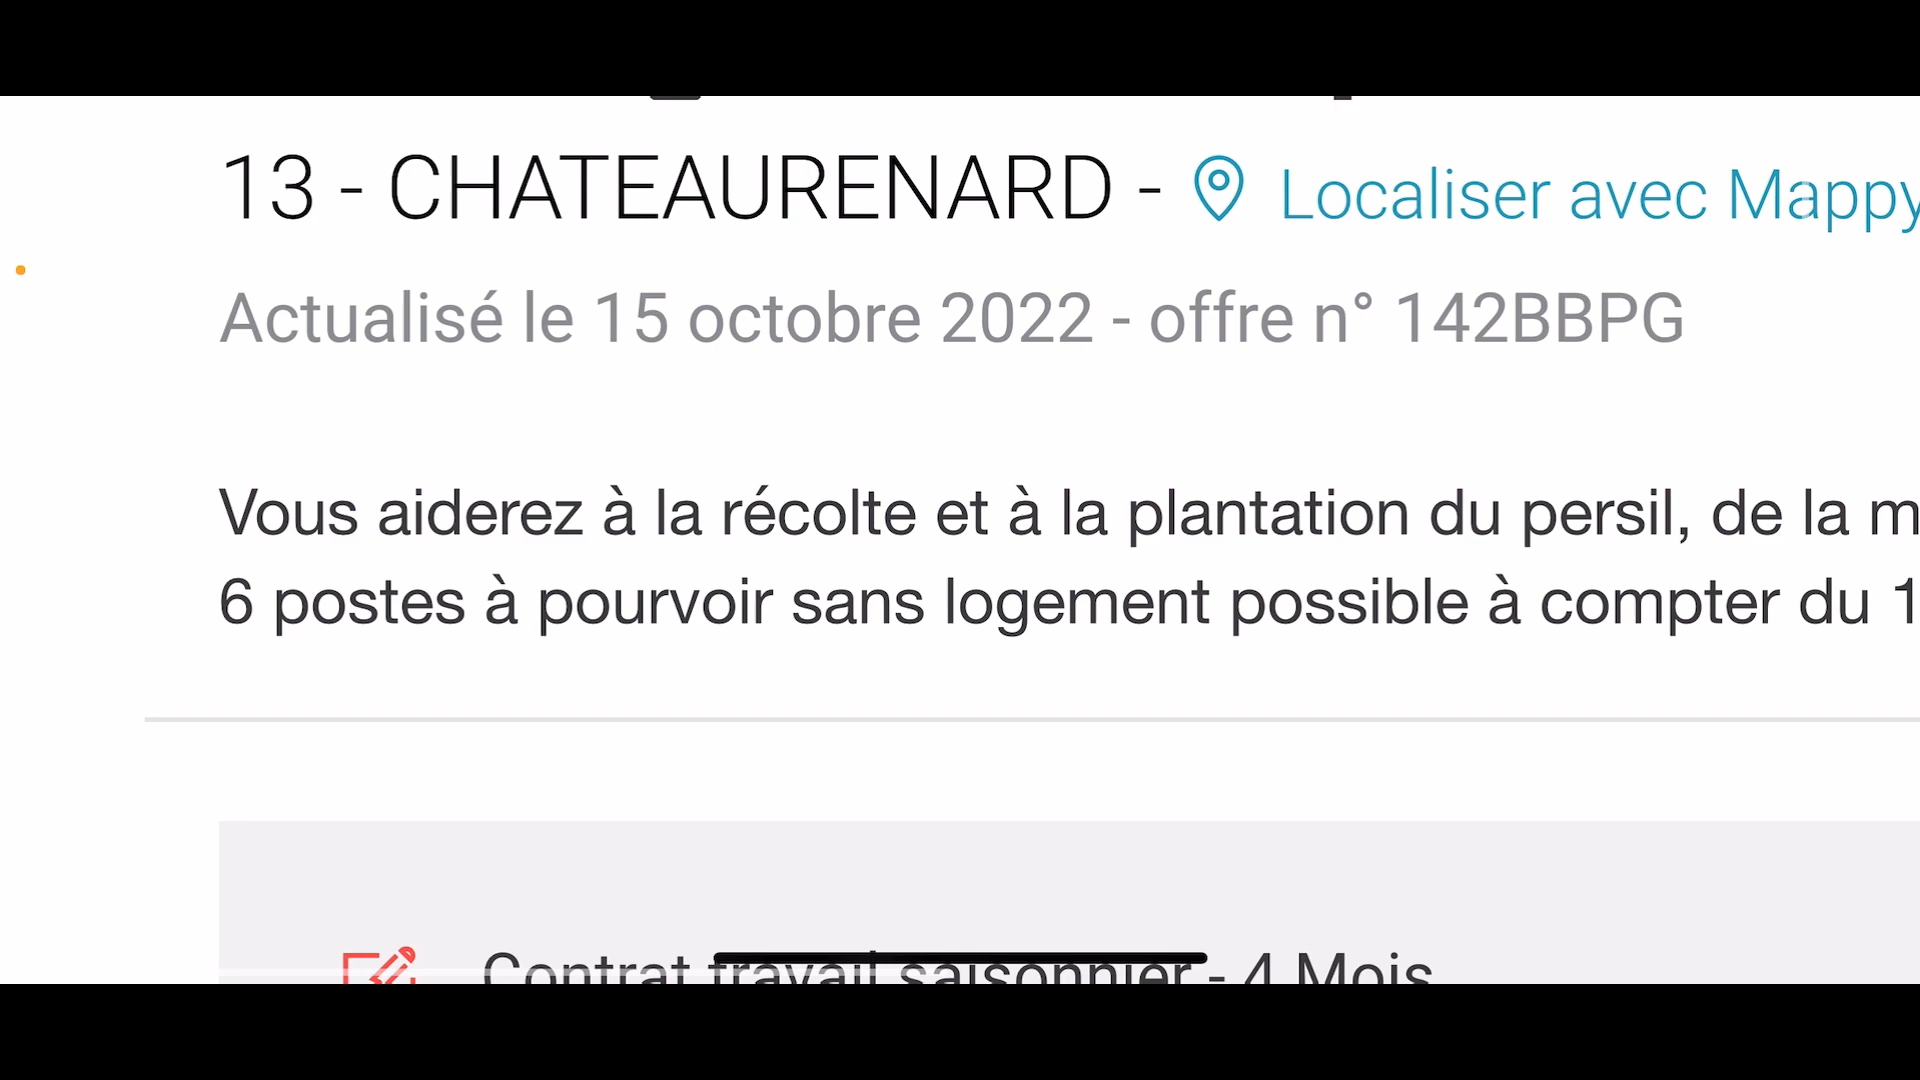 13 - CHATEAURENARD - Localiser avec Mappy
Actualisé le 15 octobre 2022 - offre n° 142BBPG
Vous aiderez à la récolte et à la plantation du persil, de la
6 postes à pourvoir sans logement possible à compter du
Contrat travail saisonnier - 4 Mois